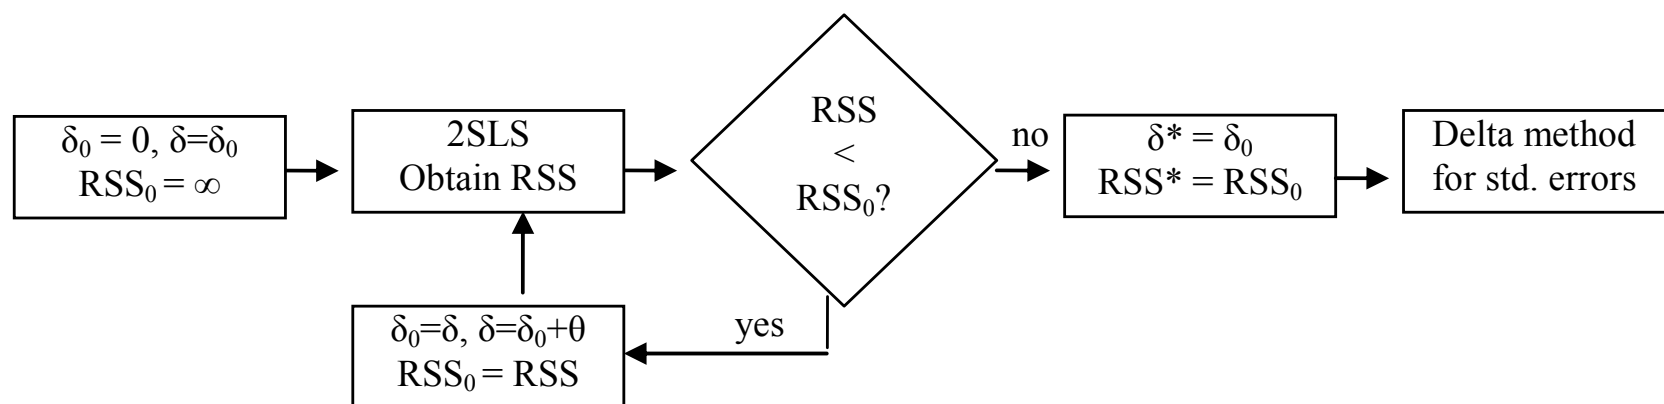 δ₀ = 0, δ=δ₀
RSS₀ = ∞
2SLS
Obtain RSS
RSS
<
RSS₀?
no
δ* = δ₀
RSS* = RSS₀
Delta method
for std. errors
yes
δ₀=δ, δ=δ₀+θ
RSS₀ = RSS